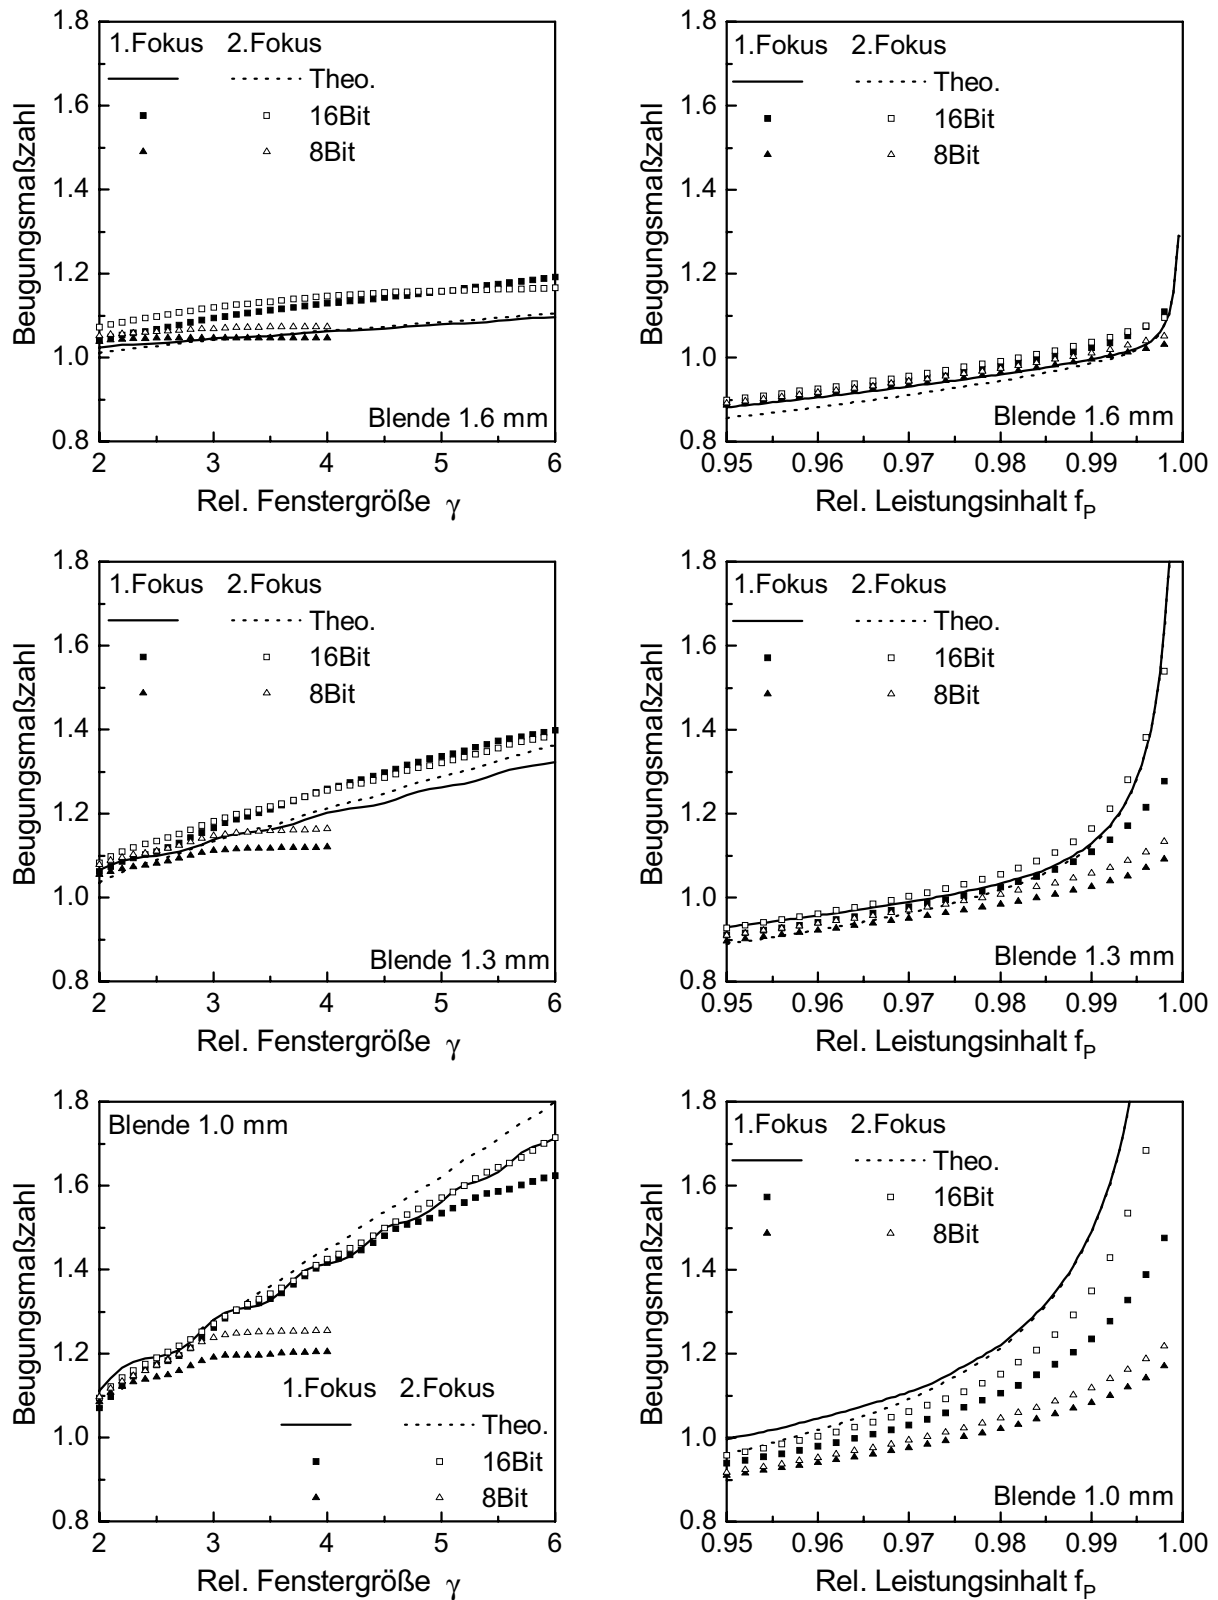 1.8
1.6
1.4
1.2
1.0
0.8
Beugungsmaßzahl
1.Fokus 2.Fokus
Theo.
16Bit
8Bit
Blende 1.6 mm
2 3 4 5 6
Rel. Fenstergröße γ
1.8
1.6
1.4
1.2
1.0
0.8
Beugungsmaßzahl
1.Fokus 2.Fokus
Theo.
16Bit
8Bit
Blende 1.6 mm
0.95 0.96 0.97 0.98 0.99 1.00
Rel. Leistungsinhalt fP
1.8
1.6
1.4
1.2
1.0
0.8
Beugungsmaßzahl
1.Fokus 2.Fokus
Theo.
16Bit
8Bit
Blende 1.3 mm
2 3 4 5 6
Rel. Fenstergröße γ
1.8
1.6
1.4
1.2
1.0
0.8
Beugungsmaßzahl
1.Fokus 2.Fokus
Theo.
16Bit
8Bit
Blende 1.3 mm
0.95 0.96 0.97 0.98 0.99 1.00
Rel. Leistungsinhalt fP
1.8
1.6
1.4
1.2
1.0
0.8
Beugungsmaßzahl
Blende 1.0 mm
1.Fokus 2.Fokus
Theo.
16Bit
8Bit
2 3 4 5 6
Rel. Fenstergröße γ
1.8
1.6
1.4
1.2
1.0
0.8
Beugungsmaßzahl
1.Fokus 2.Fokus
Theo.
16Bit
8Bit
Blende 1.0 mm
0.95 0.96 0.97 0.98 0.99 1.00
Rel. Leistungsinhalt fP